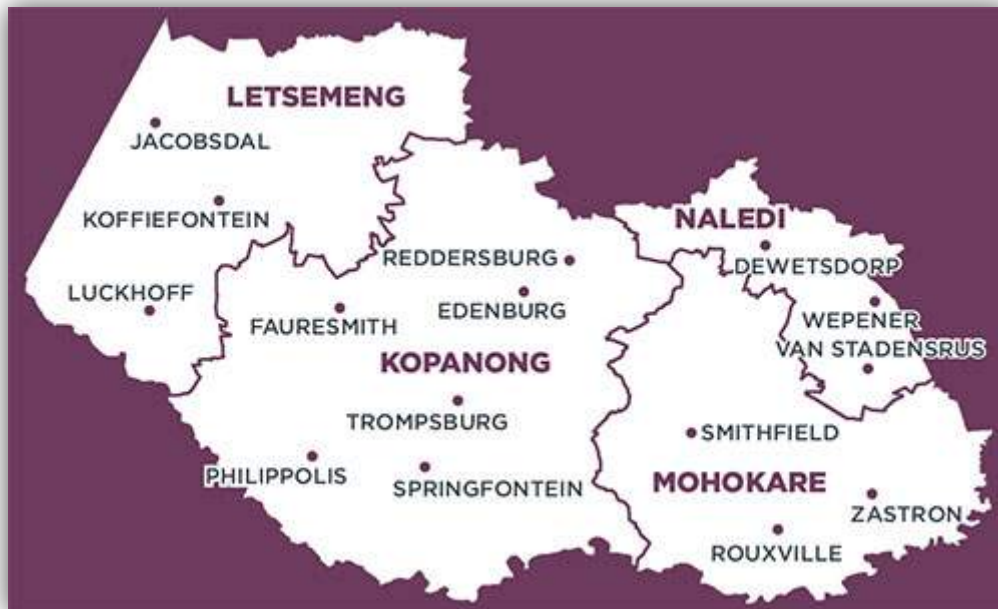 LETSEMENG
JACOBSDAL
KOFFIEFONTEIN
LUCKHOFF
NALEDI
DEWETSDORP
WEPENER
VAN STADENSRUS
REDDERSBURG
EDENBURG
FAURESMITH
KOPANONG
TROMPSBURG
PHILIPPOLIS
SPRINGFONTEIN
SMITHFIELD
MOHOKARE
ZASTRON
ROUXVILLE